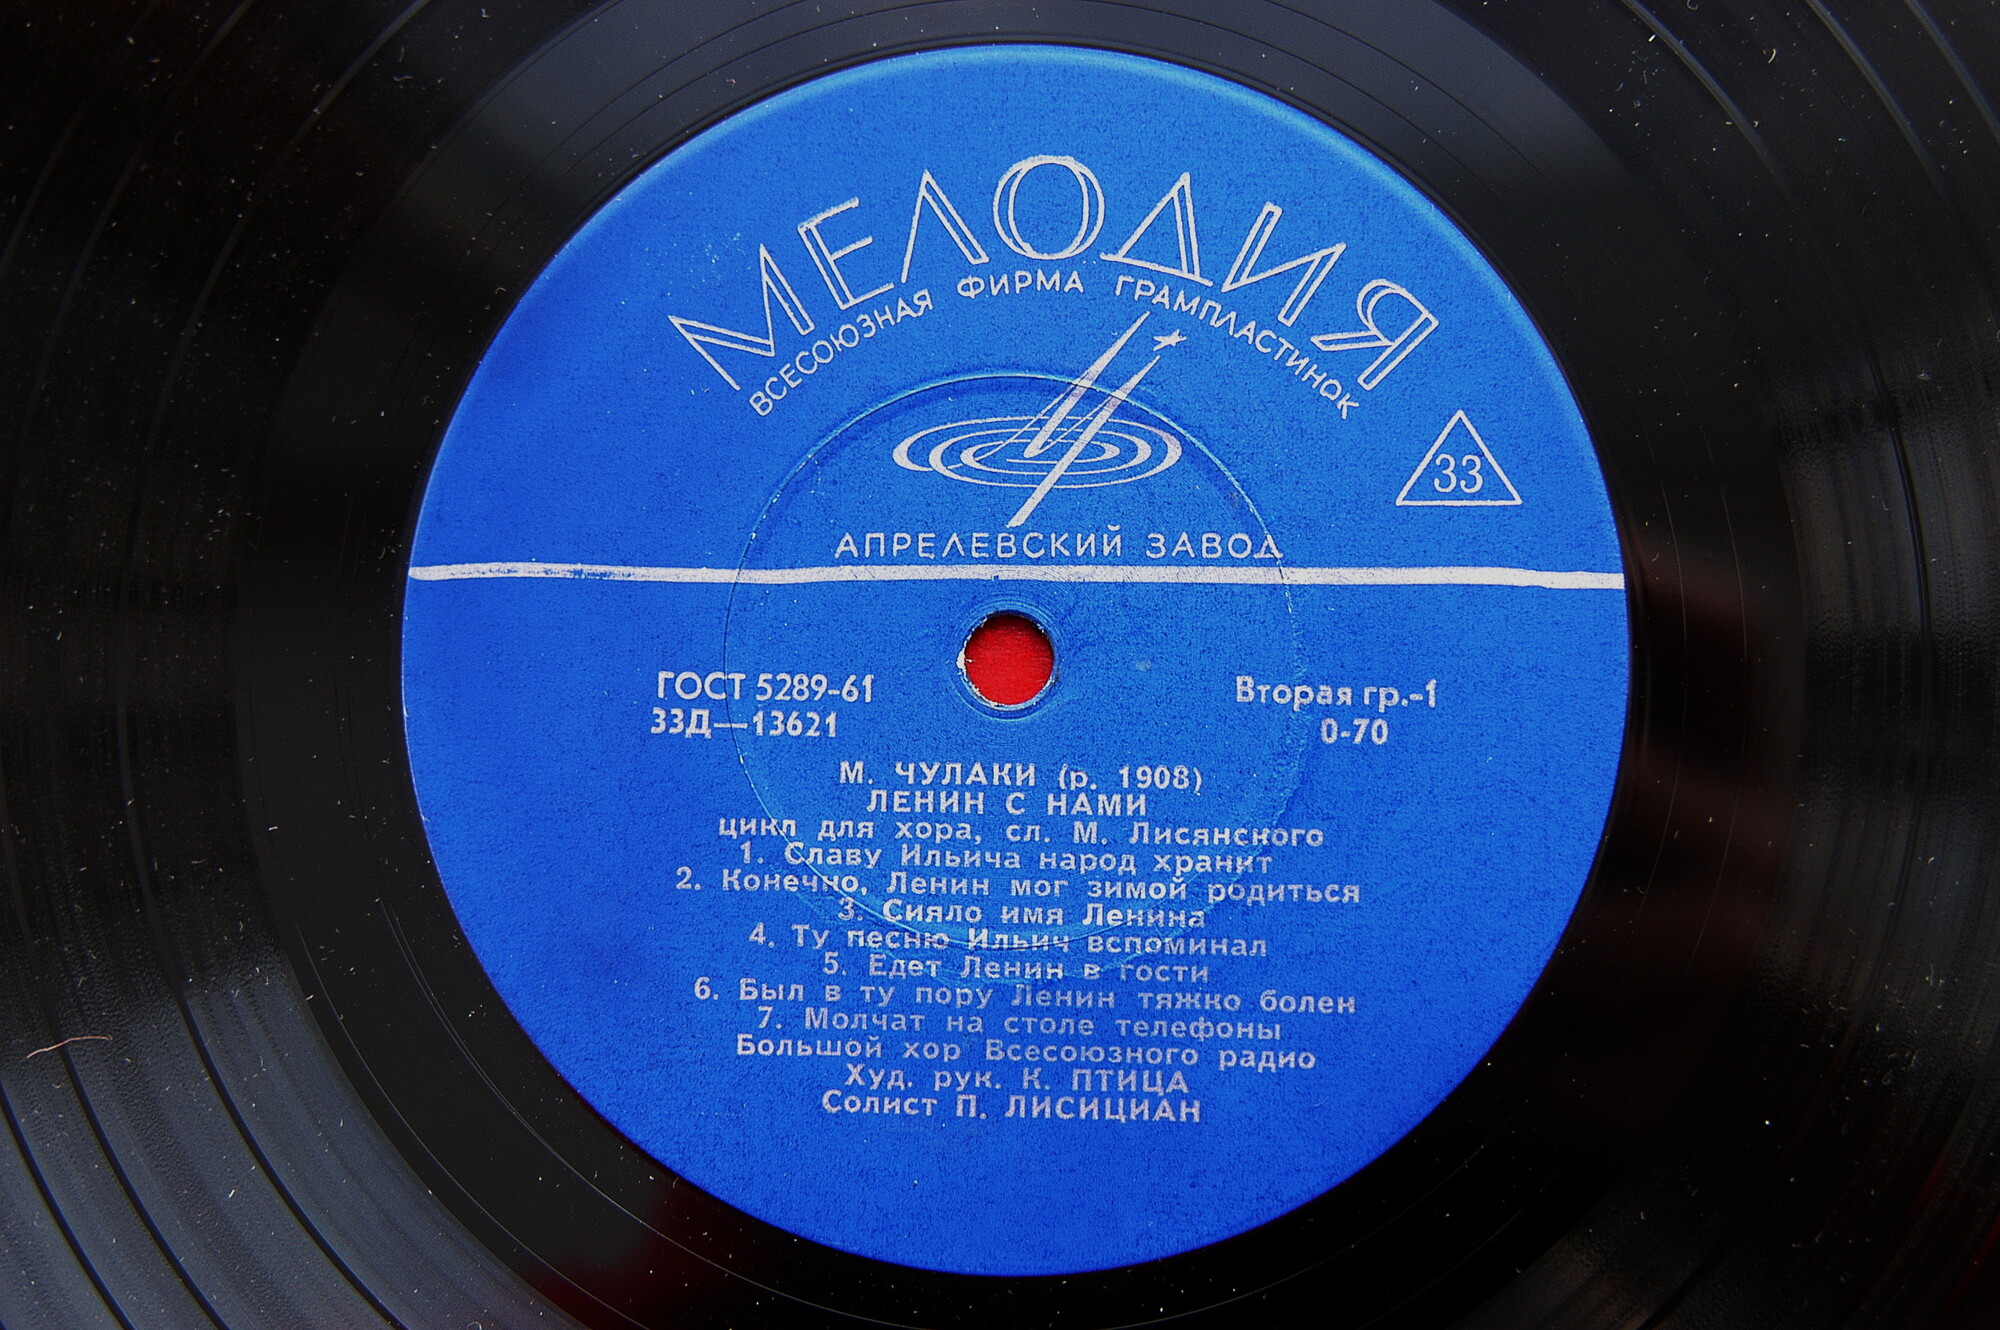 МЕЛОДИЯ
ВСЕСОЮЗНАЯ ФИРМА ГРАМПЛАСТИНОК
33
АПРЕЛЕВСКИЙ ЗАВОД
ГОСТ 5289-61
Вторая гр.-1
33Д—13621
0-70
М. ЧУЛАКИ (р. 1908)
ЛЕНИН С НАМИ
цикл для хора, сл. М. Лисянского
1. Славу Ильича народ хранит
2. Конечно, Ленин мог зимой родиться
3. Сияло имя Ленина
4. Ту песню Ильич вспоминал
5. Едет Ленин в гости
6. Был в ту пору Ленин тяжко болен
7. Молчат на столе телефоны
Большой хор Всесоюзного радио
Худ. рук. К. ПТИЦА
Солист П. ЛИСИЦИАН